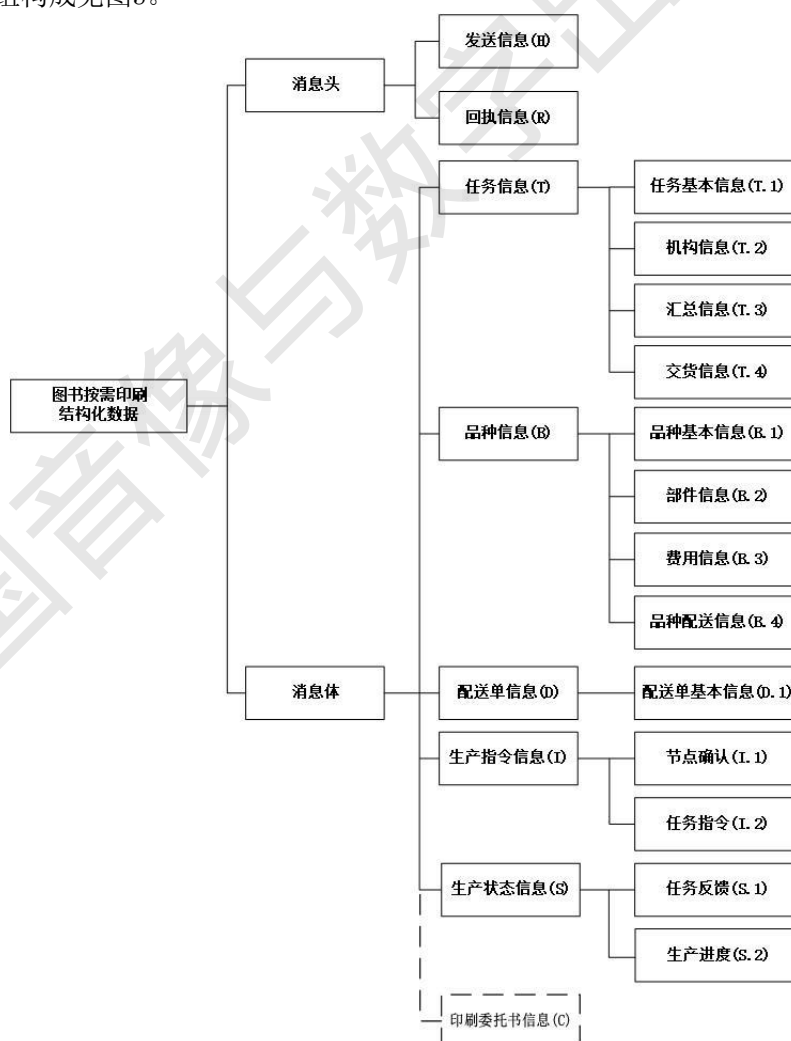 组构成见图3。
发送信息(H)
消息头
回执信息(R)
任务信息(T)
任务基本信息(T.1)
机构信息(T.2)
汇总信息(T.3)
交货信息(T.4)
图书按需印刷
结构化数据
品种信息(B)
品种基本信息(B.1)
部件信息(B.2)
费用信息(B.3)
品种配送信息(B.4)
消息体
配送单信息(D)
配送单基本信息(D.1)
生产指令信息(I)
节点确认(I.1)
任务指令(I.2)
生产状态信息(S)
任务反馈(S.1)
生产进度(S.2)
印刷委托书信息(C)
国音像与数字出